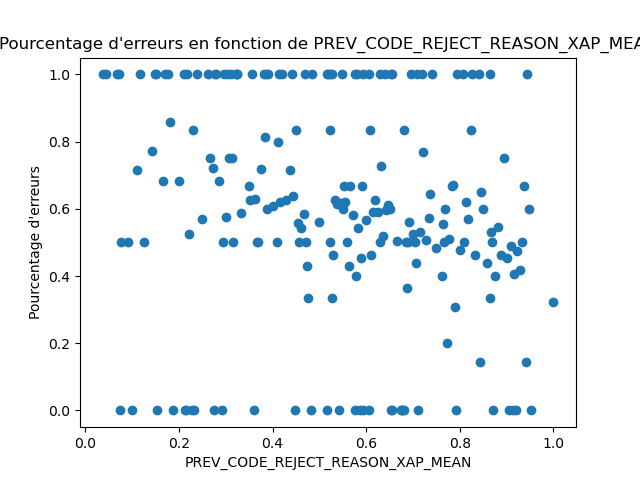 Pourcentage d'erreurs en fonction de PREV_CODE_REJECT_REASON_XAP_MEA
1.0
0.8
0.6
0.4
0.2
0.0
Pourcentage d'erreurs
0.0 0.2 0.4 0.6 0.8 1.0
PREV_CODE_REJECT_REASON_XAP_MEAN